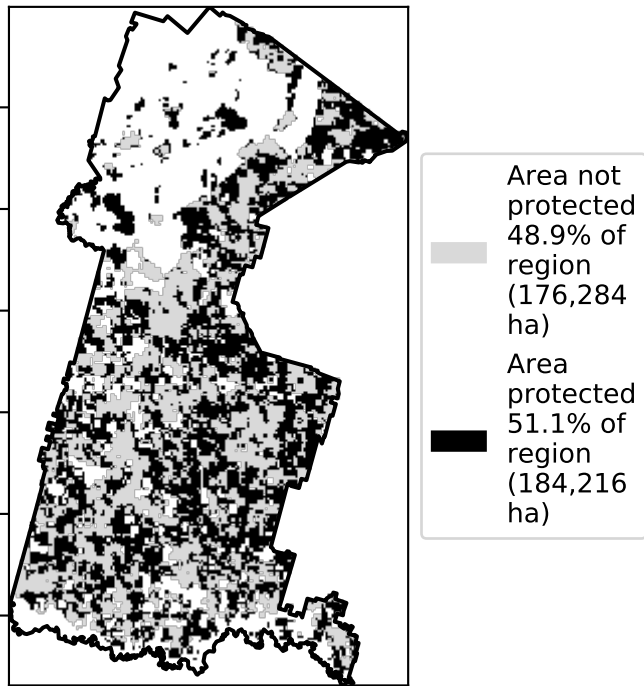 Area not
protected
48.9% of
region
(176,284
ha)
Area
protected
51.1% of
region
(184,216
ha)